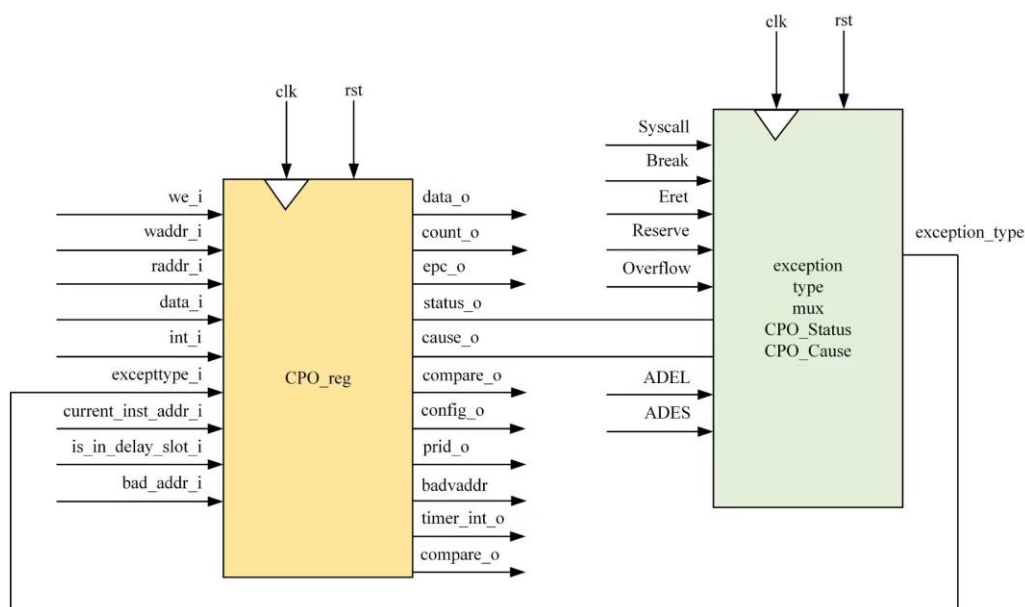 clk
rst
clk
rst
we_i
waddr_i
raddr_i
data_i
int_i
excepttype_i
current_inst_addr_i
is_in_delay_slot_i
bad_addr_i
CPO_reg
data_o
count_o
epc_o
status_o
cause_o
compare_o
config_o
prid_o
badvaddr
timer_int_o
compare_o
Syscall
Break
Eret
Reserve
Overflow
ADEL
ADES
exception
type
mux
CPO_Status
CPO_Cause
exception_type